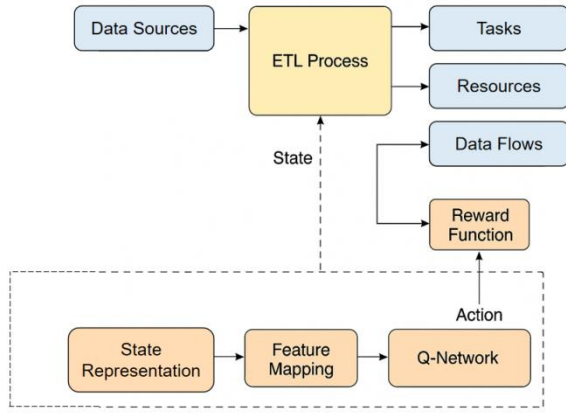 Data Sources
ETL Process
Tasks
Resources
Data Flows
State
Reward
Function
Action
State
Representation
Feature
Mapping
Q-Network